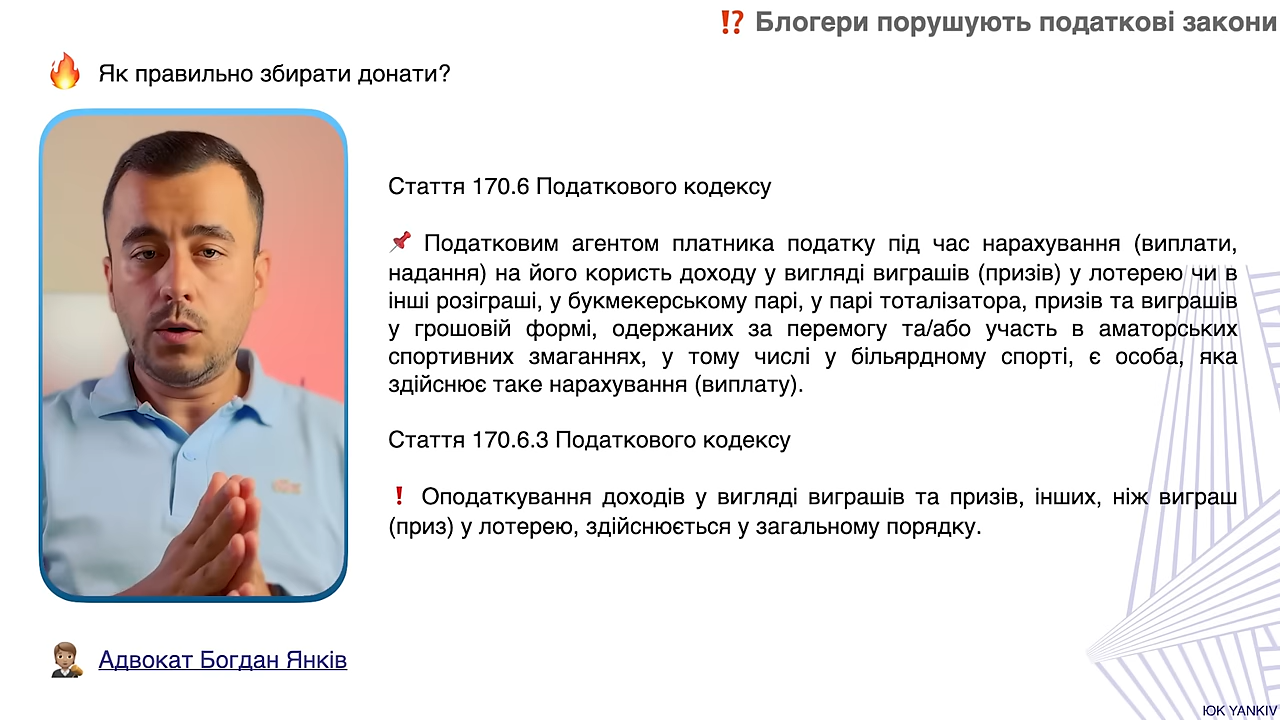 ⁉️ Блогери порушують податкові закони
🔥 Як правильно збирати донати?
Стаття 170.6 Податкового кодексу
📌 Податковим агентом платника податку під час нарахування (виплати,
надання) на його користь доходу у вигляді виграшів (призів) у лотерею чи в
інші розіграші, у букмекерському парі, у парі тоталізатора, призів та виграшів
у грошовій формі, одержаних за перемогу та/або участь в аматорських
спортивних змаганнях, у тому числі у більярдному спорті, є особа, яка
здійснює таке нарахування (виплату).
Стаття 170.6.3 Податкового кодексу
❗ Оподаткування доходів у вигляді виграшів та призів, інших, ніж виграш
(приз) у лотерею, здійснюється у загальному порядку.
Адвокат Богдан Янків
ЮК YANKIV